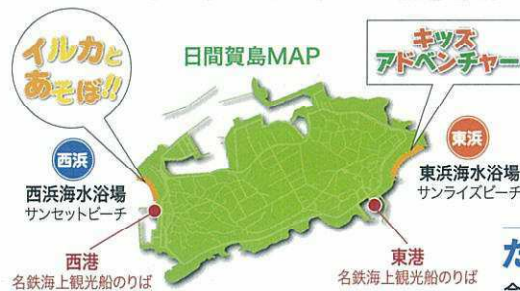 イルカと
あそぼ!!
日間賀島MAP
キッズ
アドベンチャー
西浜
西浜海水浴場
サンセットビーチ
東浜
東浜海水浴場
サンライズビーチ
西港
名鉄海上観光船のりば
東港
名鉄海上観光船のりば